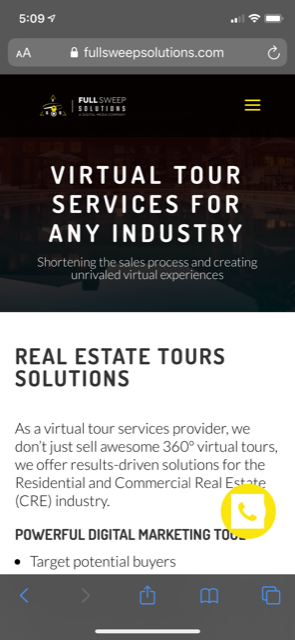 5:09
AA fullsweepsolutions.com
FULL SWEEP
SOLUTIONS
A DIGITAL MEDIA COMPANY
VIRTUAL TOUR
SERVICES FOR
ANY INDUSTRY
Shortening the sales process and creating
unrivaled virtual experiences
REAL ESTATE TOURS
SOLUTIONS
As a virtual tour services provider, we
don't just sell awesome 360° virtual tours,
we offer results-driven solutions for the
Residential and Commercial Real Estate
(CRE) industry.
POWERFUL DIGITAL MARKETING TOOL
• Target potential buyers